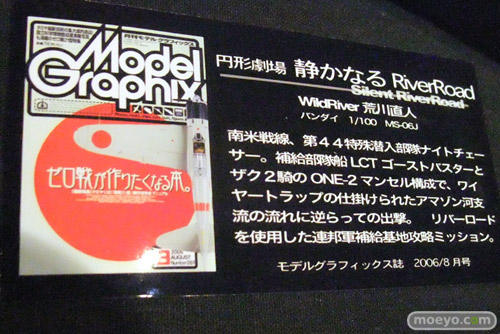 月刊モデル・グラフィックス
Model
Graphix
ゼロ戦が作りたくなる本。
2006
AUGUST
円形劇場 静かなる RiverRoad
Silent RiverRoad
WildRiver 荒川直人
バンダイ 1/100 MS-06J
南米戦線、第44特殊潜入部隊ナイトチェー
サー。補給部隊船LCTゴーストバスターと
ザク2騎のONE-2マンセル構成で、ワイ
ヤートラップの仕掛けられたアマゾン河支
流の流れに逆らっての出撃。 リバーロード
を使用した連邦軍補給基地攻略ミッション。
モデルグラフィックス誌 2006/8月号
moeyo.com